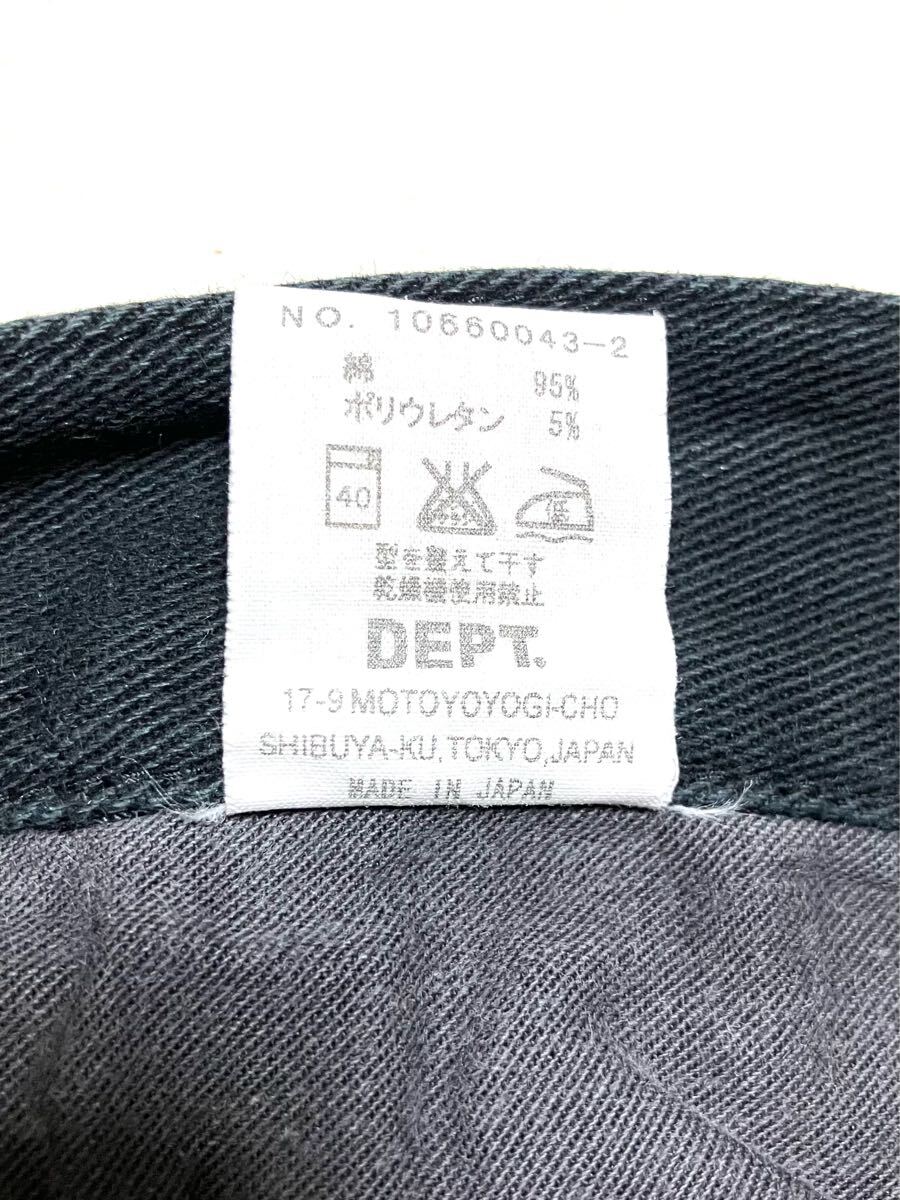 NO. 10660043-2
綿 95%
ポリウレタン 5%
40
型を整えて干す
乾燥機使用禁止
DEPT.
17-9 MOTOYOYOGI-CHO
SHIBUYA-KU, TOKYO, JAPAN
MADE IN JAPAN